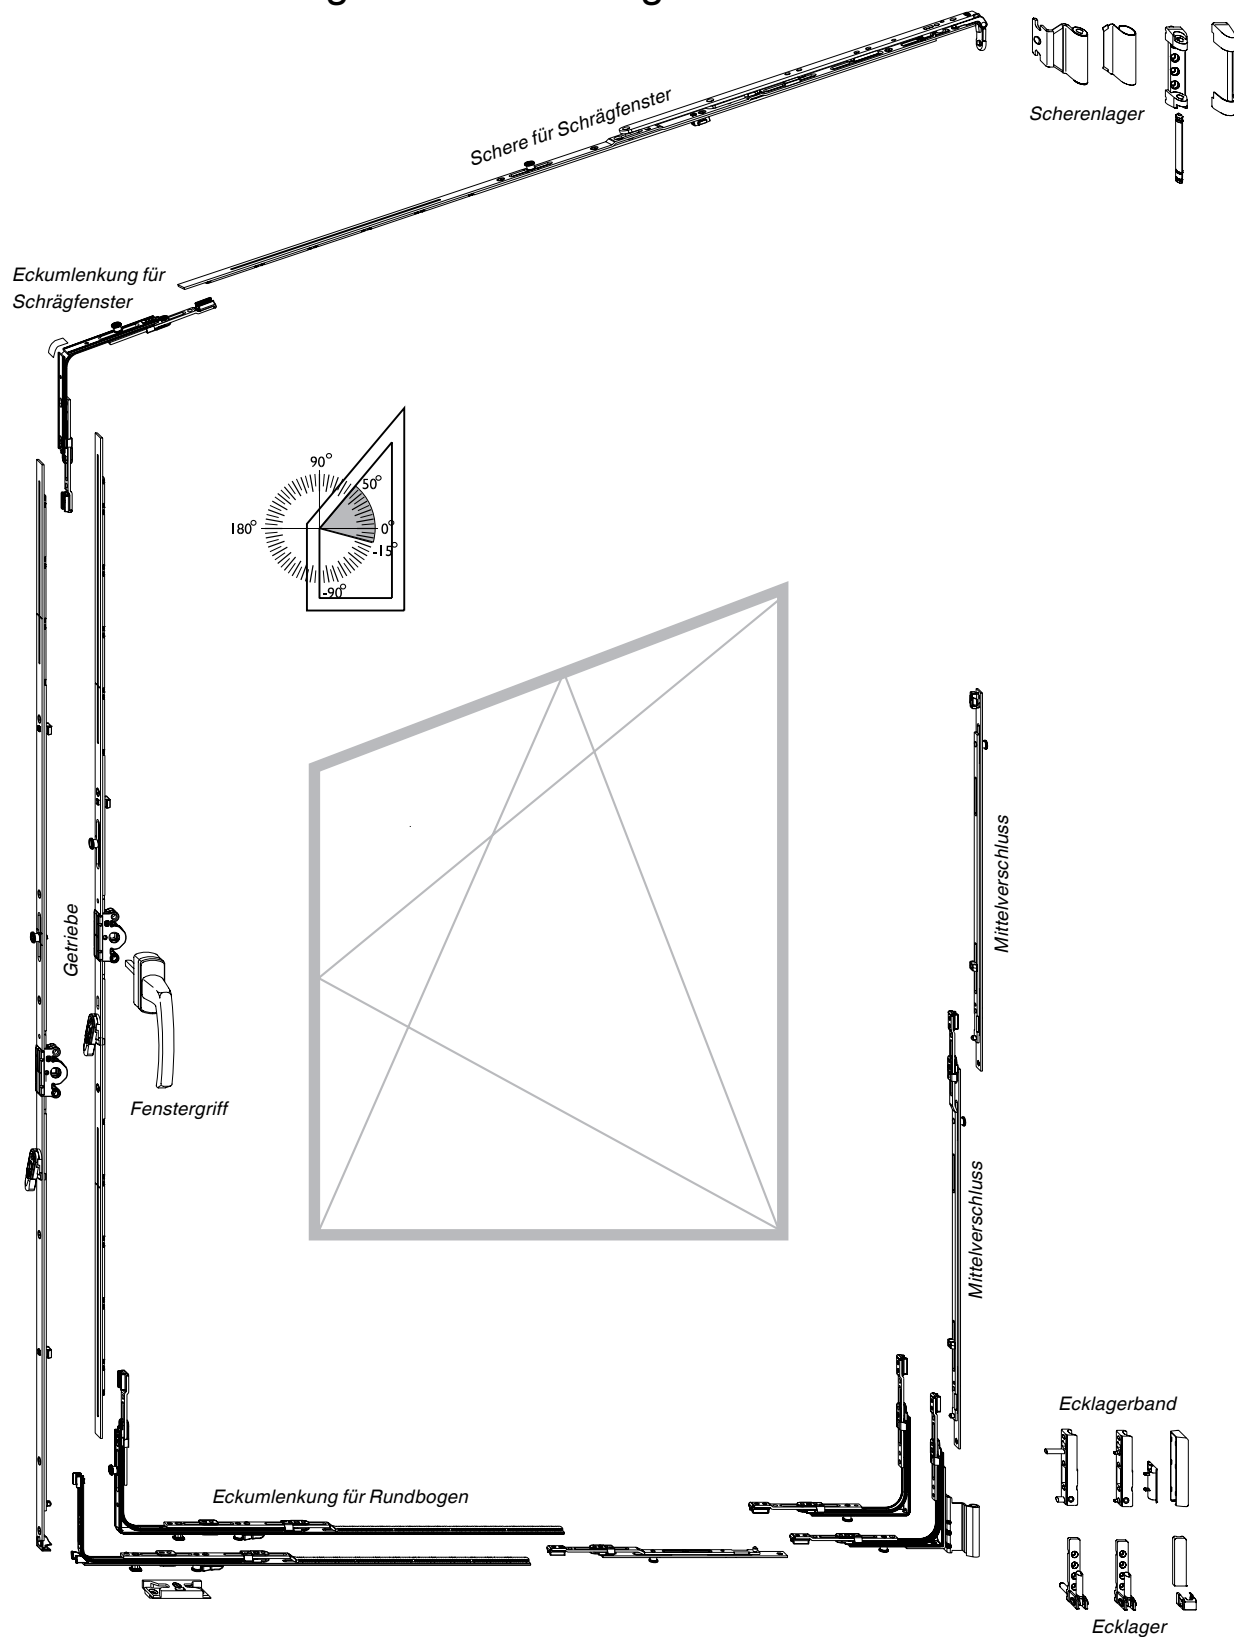 Schere für Schrägfenster
Scherenlager
Eckumlenkung für
Schrägfenster
90°
50°
180°
0°
-15°
-90°
Getriebe
Mittelverschluss
Fenstergriff
Mittelverschluss
Ecklagerband
Eckumlenkung für Rundbogen
Ecklager